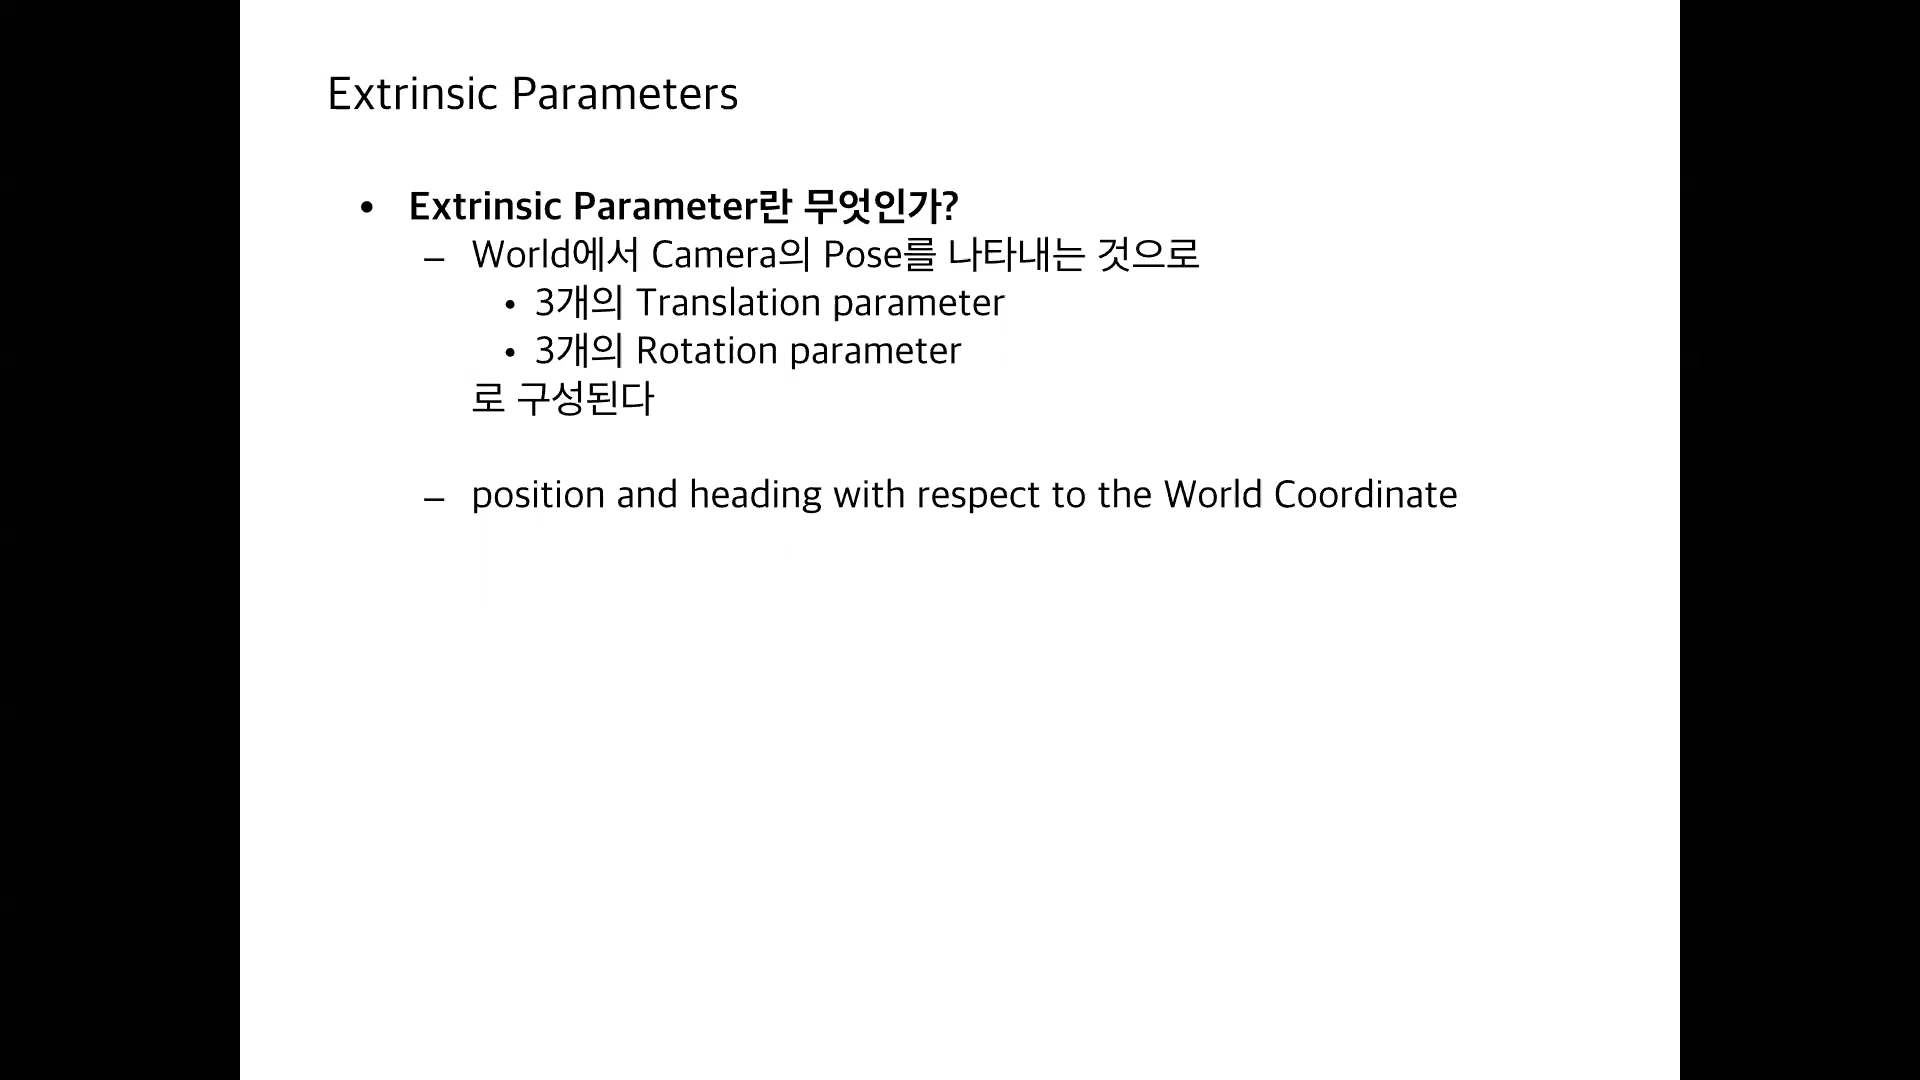 Extrinsic Parameters
• Extrinsic Parameter란 무엇인가?
– World에서 Camera의 Pose를 나타내는 것으로
• 3개의 Translation parameter
• 3개의 Rotation parameter
로 구성된다
– position and heading with respect to the World Coordinate